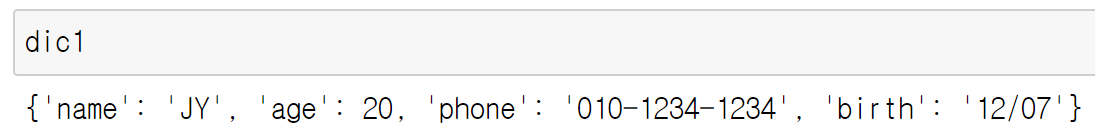 dic1
{'name': 'JY', 'age': 20, 'phone': '010-1234-1234', 'birth': '12/07'}